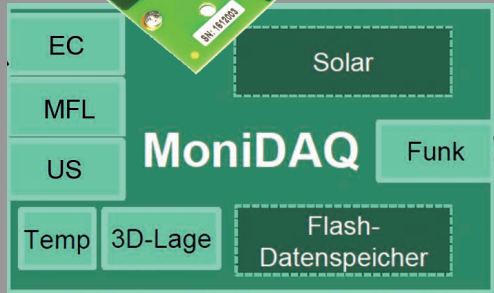 SN: 1612003
EC
Solar
MFL
MoniDAQ
Funk
US
Temp
3D-Lage
Flash-
Datenspeicher